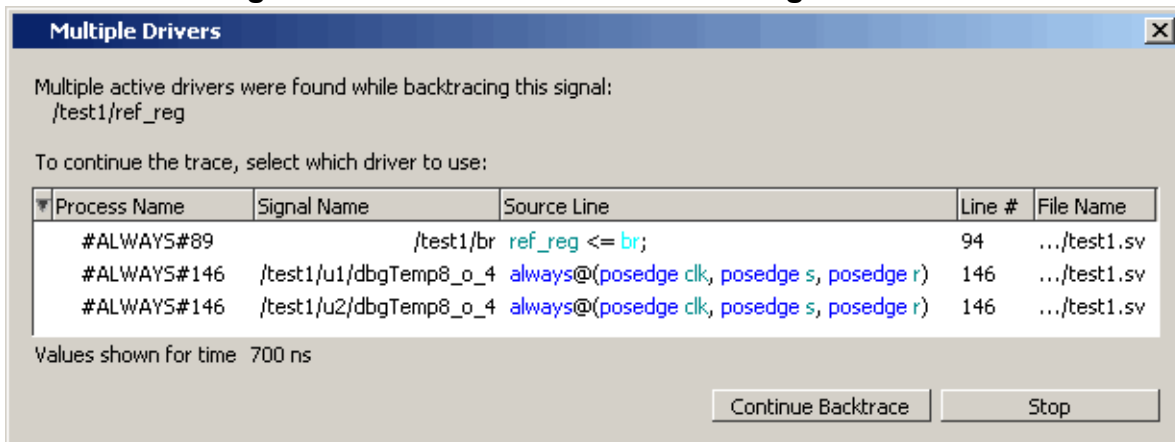 Multiple Drivers
Multiple active drivers were found while backtracing this signal:
/test1/ref_reg
To continue the trace, select which driver to use:
Process Name Signal Name Source Line Line # File Name
#ALWAYS#89 /test1/br ref_reg <= br; 94 .../test1.sv
#ALWAYS#146 /test1/u1/dbgTemp8_o_4 always@(posedge clk, posedge s, posedge r) 146 .../test1.sv
#ALWAYS#146 /test1/u2/dbgTemp8_o_4 always@(posedge clk, posedge s, posedge r) 146 .../test1.sv
Values shown for time 700 ns
Continue Backtrace Stop